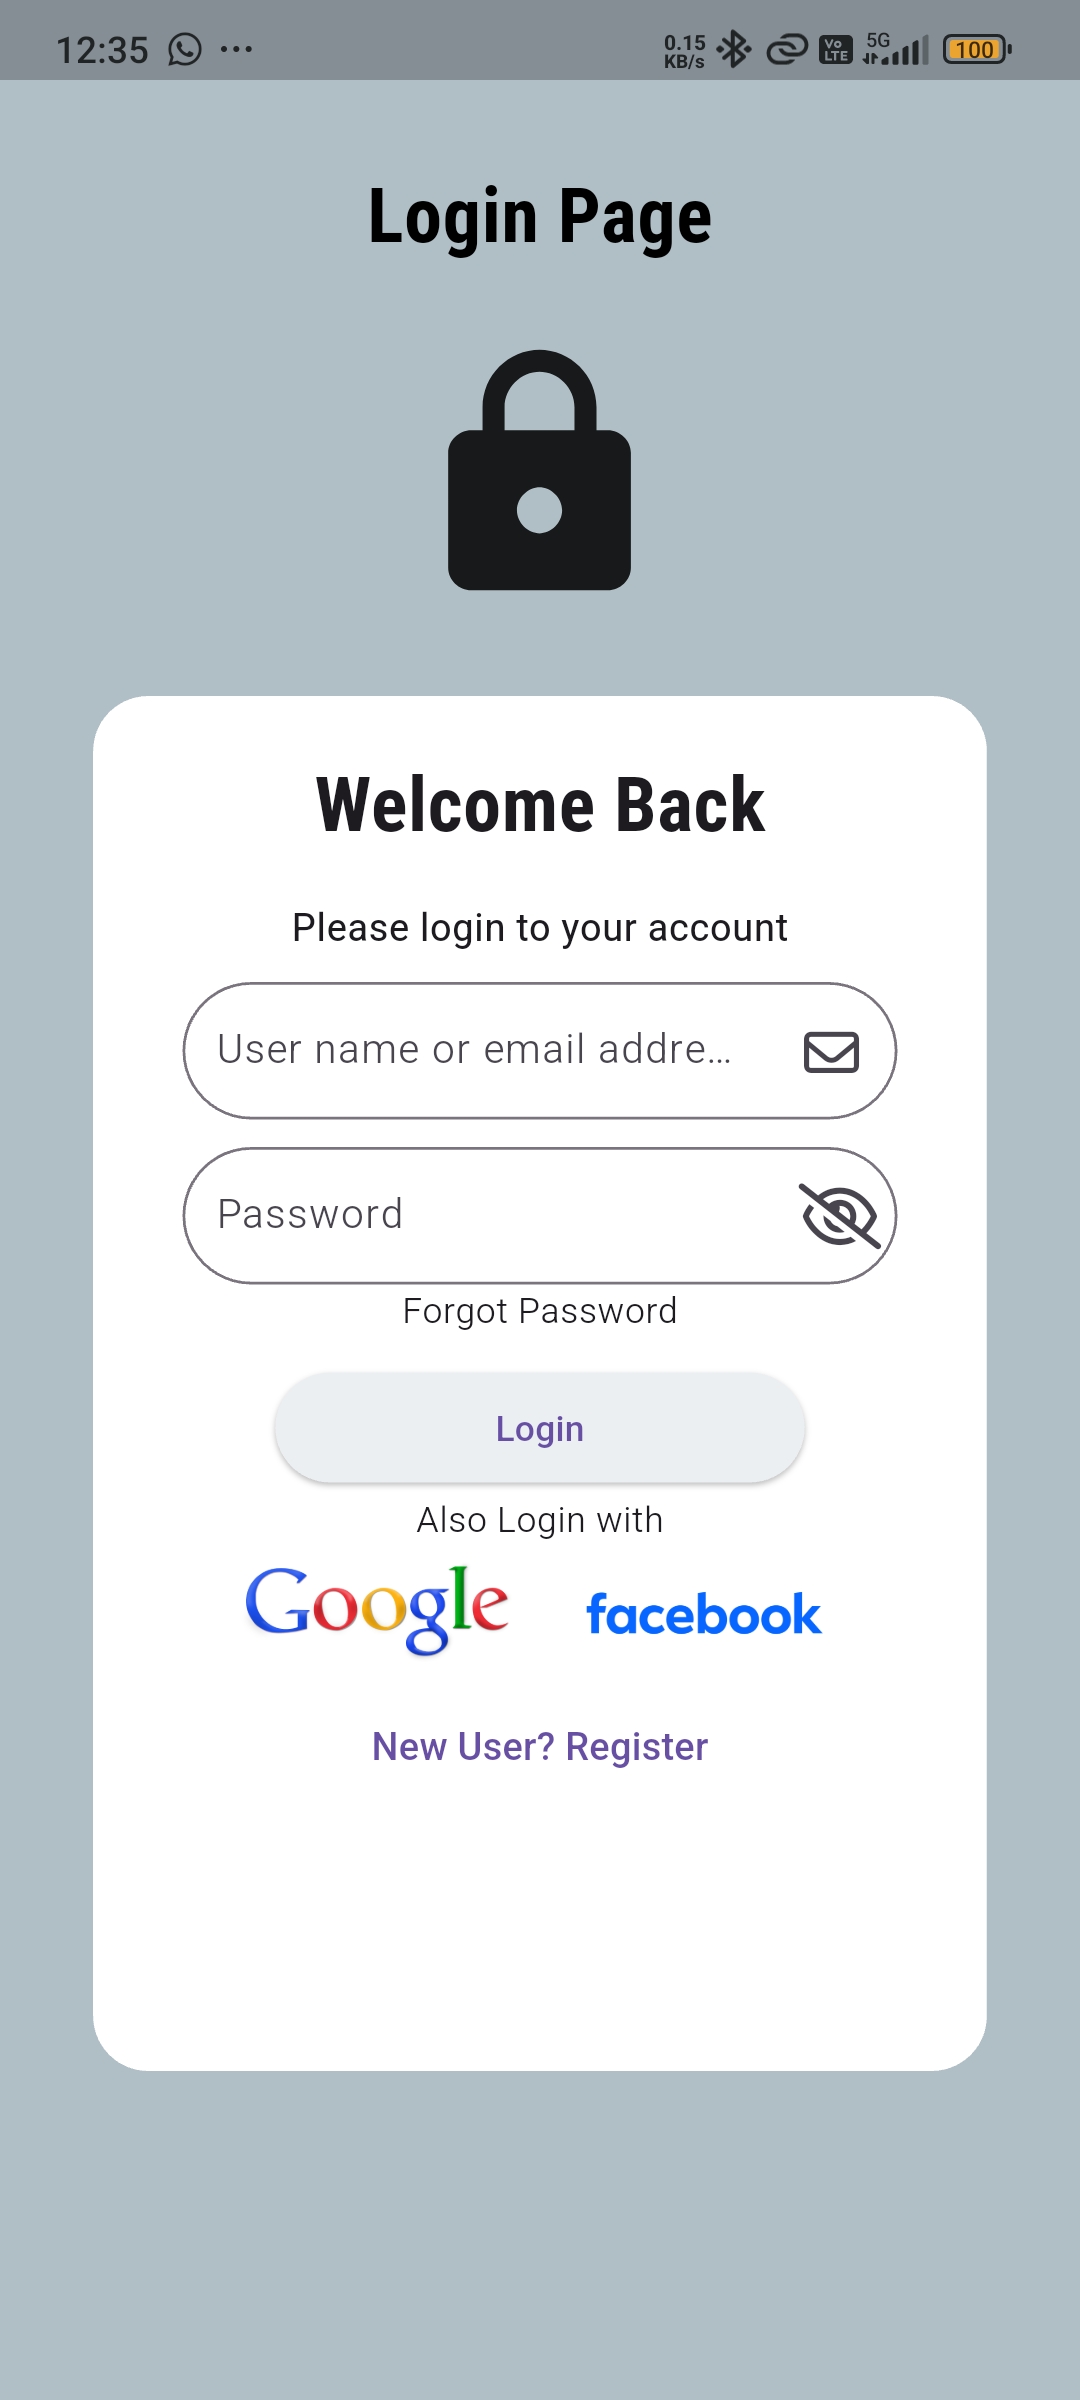 12:35 ...
0.15
KB/s
Vo
LTE
5G
100
Login Page
Welcome Back
Please login to your account
User name or email addre...
Password
Forgot Password
Login
Also Login with
Google facebook
New User? Register